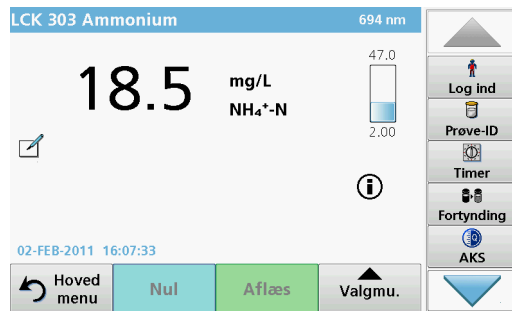 LCK 303 Ammonium 694 nm
18.5 mg/L
NH₄⁺-N
47.0
2.00
02-FEB-2011 16:07:33
Hoved
menu
Nul
Aflæs
Valgmu.
Log ind
Prøve-ID
Timer
Fortynding
AKS